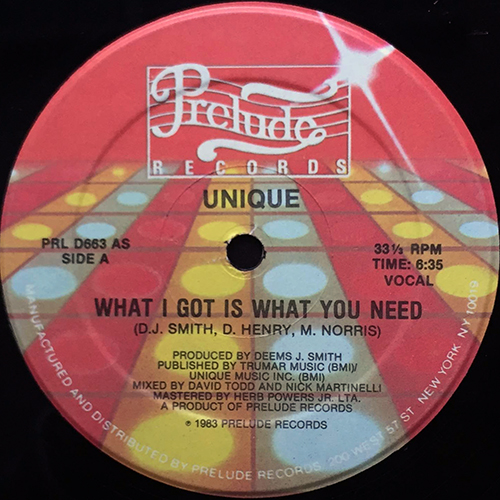 Prelude
RECORDS
UNIQUE
PRL D663 AS
SIDE A
33⅓ RPM
TIME: 6:35
VOCAL
WHAT I GOT IS WHAT YOU NEED
(D.J. SMITH, D. HENRY, M. NORRIS)
PRODUCED BY DEEMS J. SMITH
PUBLISHED BY TRUMAR MUSIC (BMI)/
UNIQUE MUSIC INC. (BMI)
MIXED BY DAVID TODD AND NICK MARTINELLI
MASTERED BY HERB POWERS JR. LTA.
A PRODUCT OF PRELUDE RECORDS
℗ 1983 PRELUDE RECORDS
MANUFACTURED AND DISTRIBUTED BY PRELUDE RECORDS 200 WEST 57 ST. NEW YORK, NY 10019